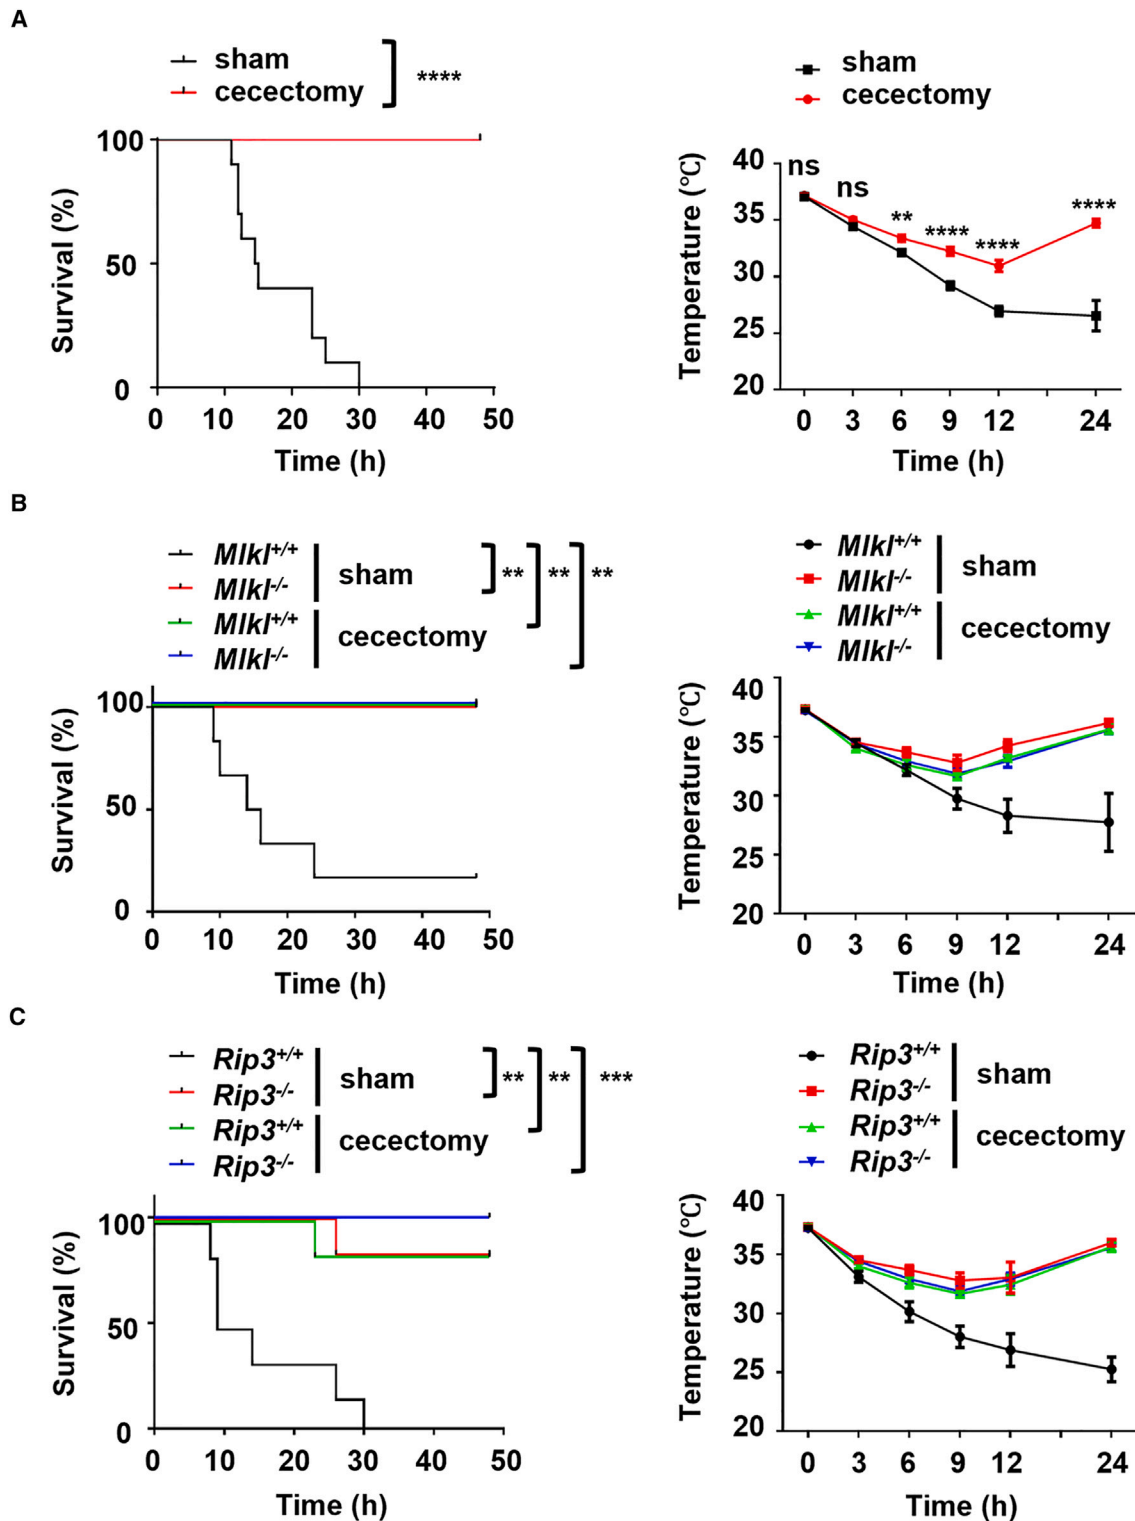 A
sham
cecectomy
****
Survival (%)
100
50
0
0 10 20 30 40 50
Time (h)
sham
cecectomy
Temperature (°C)
40
35
30
25
20
ns ns ** **** **** ****
0 3 6 9 12 24
Time (h)
B
Mlkl+/+
Mlkl-/-
sham
Mlkl+/+
Mlkl-/-
cecectomy
** ** **
Survival (%)
100
50
0
0 10 20 30 40 50
Time (h)
Mlkl+/+
Mlkl-/-
sham
Mlkl+/+
Mlkl-/-
cecectomy
Temperature (°C)
40
35
30
25
20
0 3 6 9 12 24
Time (h)
C
Rip3+/+
Rip3-/-
sham
Rip3+/+
Rip3-/-
cecectomy
** ** ***
Survival (%)
100
50
0
0 10 20 30 40 50
Time (h)
Rip3+/+
Rip3-/-
sham
Rip3+/+
Rip3-/-
cecectomy
Temperature (°C)
40
35
30
25
20
0 3 6 9 12 24
Time (h)